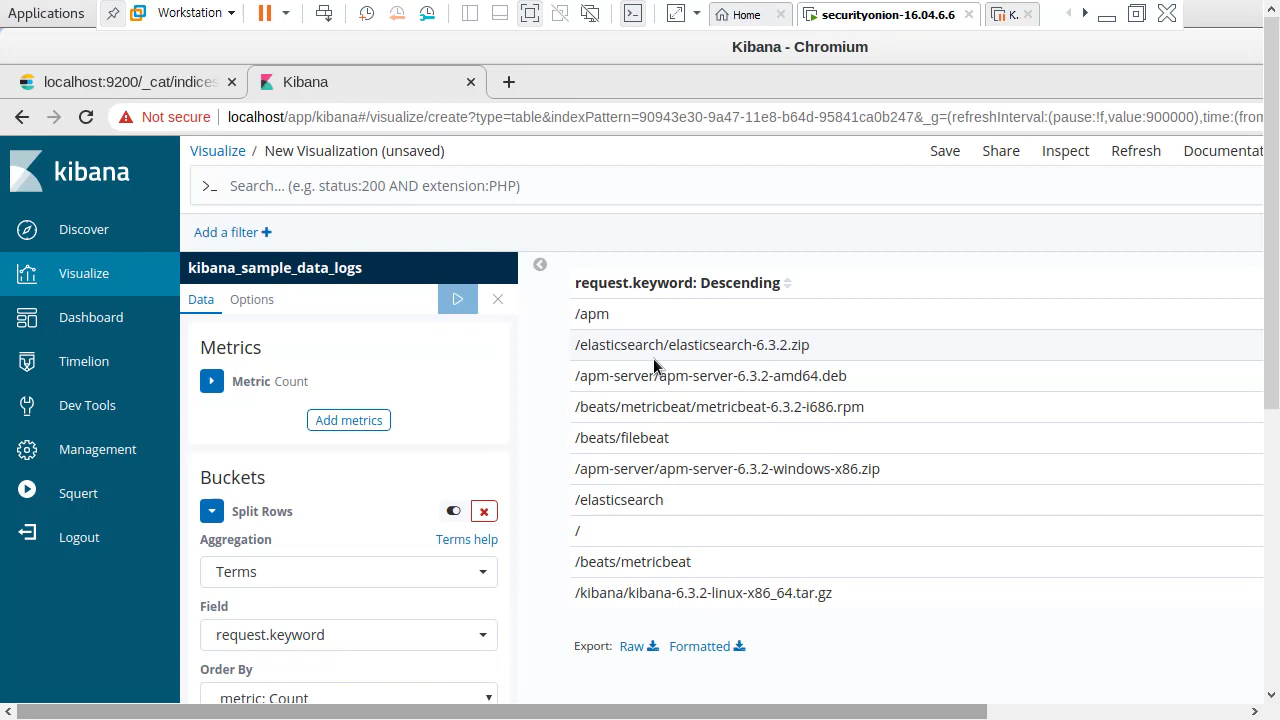 Applications Workstation Home securityonion-16.04.6.6 K.
Kibana - Chromium
localhost:9200/_cat/indices Kibana
Not secure localhost/app/kibana#/visualize/create?type=table&indexPattern=90943e30-9a47-11e8-b64d-95841ca0b247&_g=(refreshInterval:(pause:!f,value:900000),time:(from
kibana
Visualize / New Visualization (unsaved) Save Share Inspect Refresh Documentat
>_ Search... (e.g. status:200 AND extension:PHP)
Add a filter +
Discover
Visualize
Dashboard
Timelion
Dev Tools
Management
Squert
Logout
kibana_sample_data_logs
Data Options
Metrics
Metric Count
Add metrics
Buckets
Split Rows
Aggregation Terms help
Terms
Field
request.keyword
Order By
metric: Count
request.keyword: Descending
/apm
/elasticsearch/elasticsearch-6.3.2.zip
/apm-server/apm-server-6.3.2-amd64.deb
/beats/metricbeat/metricbeat-6.3.2-i686.rpm
/beats/filebeat
/apm-server/apm-server-6.3.2-windows-x86.zip
/elasticsearch
/
/beats/metricbeat
/kibana/kibana-6.3.2-linux-x86_64.tar.gz
Export: Raw Formatted